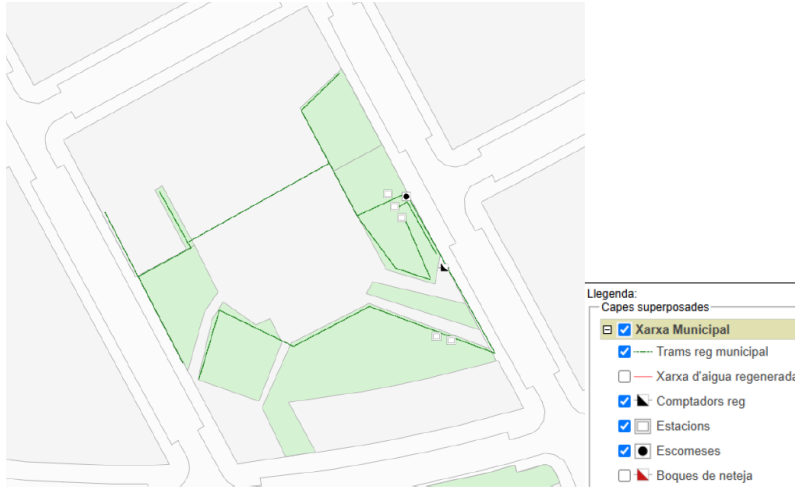 Llegenda:
Capes superposades
Xarxa Municipal
Trams reg municipal
Xarxa d'aigua regenerada
Comptadors reg
Estacions
Escomeses
Boques de neteja